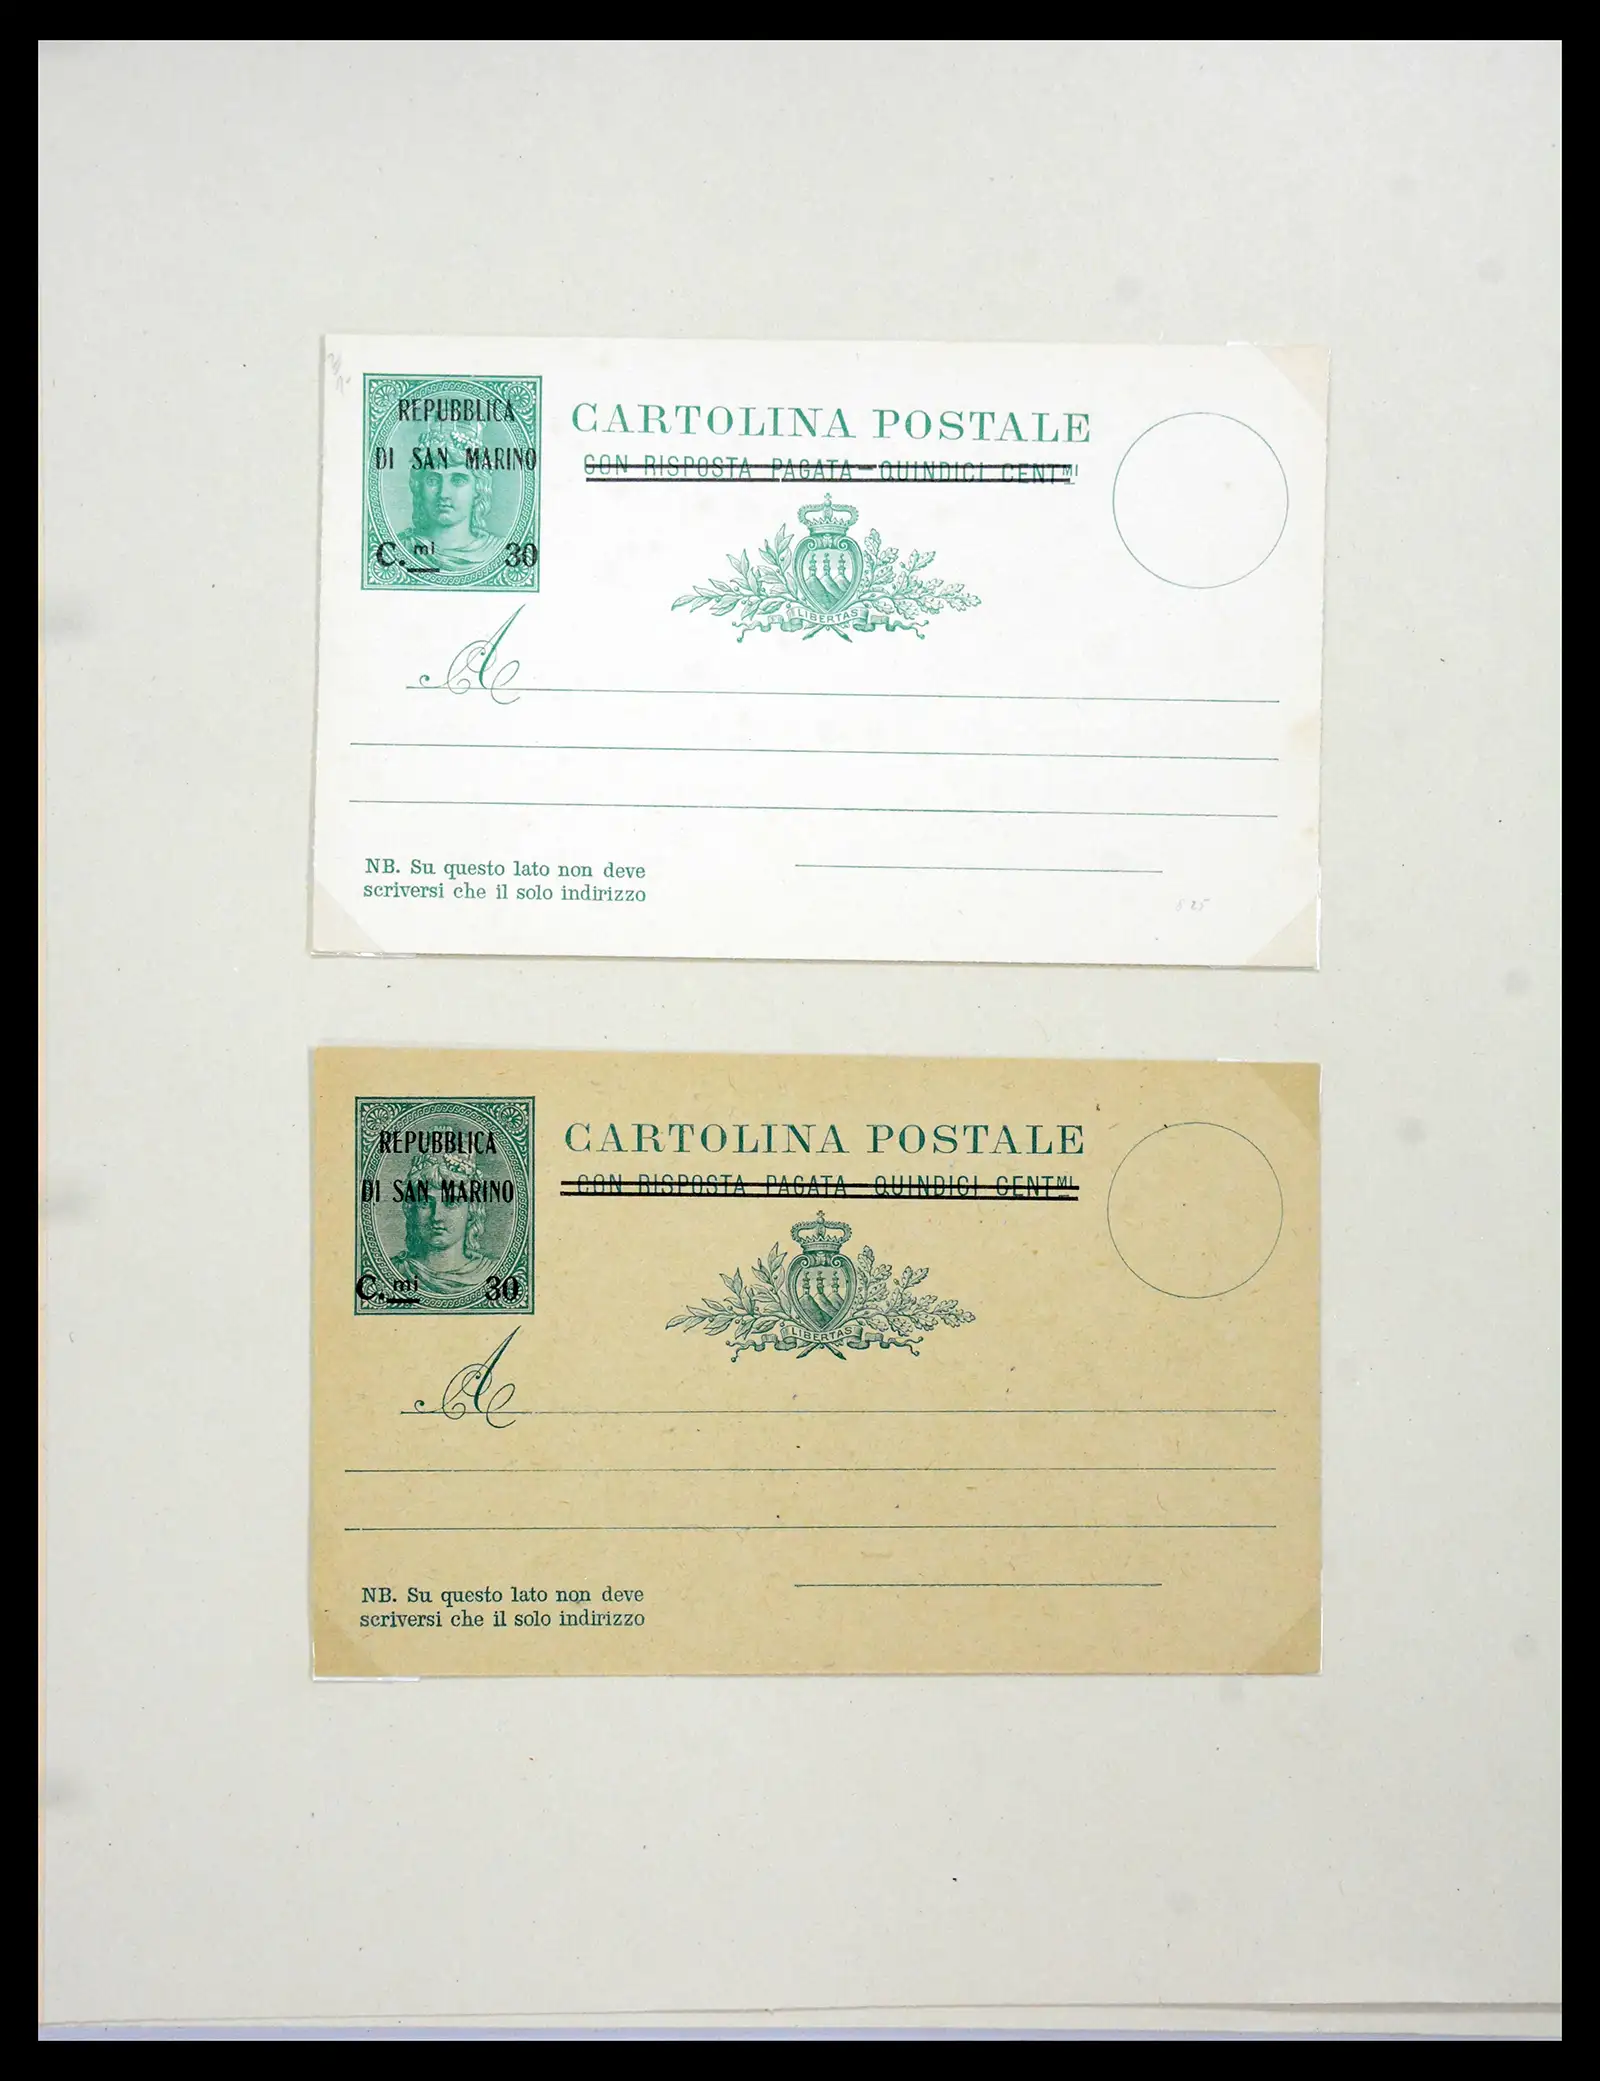 REPUBBLICA
DI SAN MARINO
C.mi 30
CARTOLINA POSTALE
CON RISPOSTA PAGATA - QUINDICI CENTMI
LIBERTAS
A
NB. Su questo lato non deve
scriversi che il solo indirizzo
REPUBBLICA
DI SAN MARINO
C.mi 30
CARTOLINA POSTALE
CON RISPOSTA PAGATA QUINDICI CENTMI
LIBERTAS
A
NB. Su questo lato non deve
scriversi che il solo indirizzo